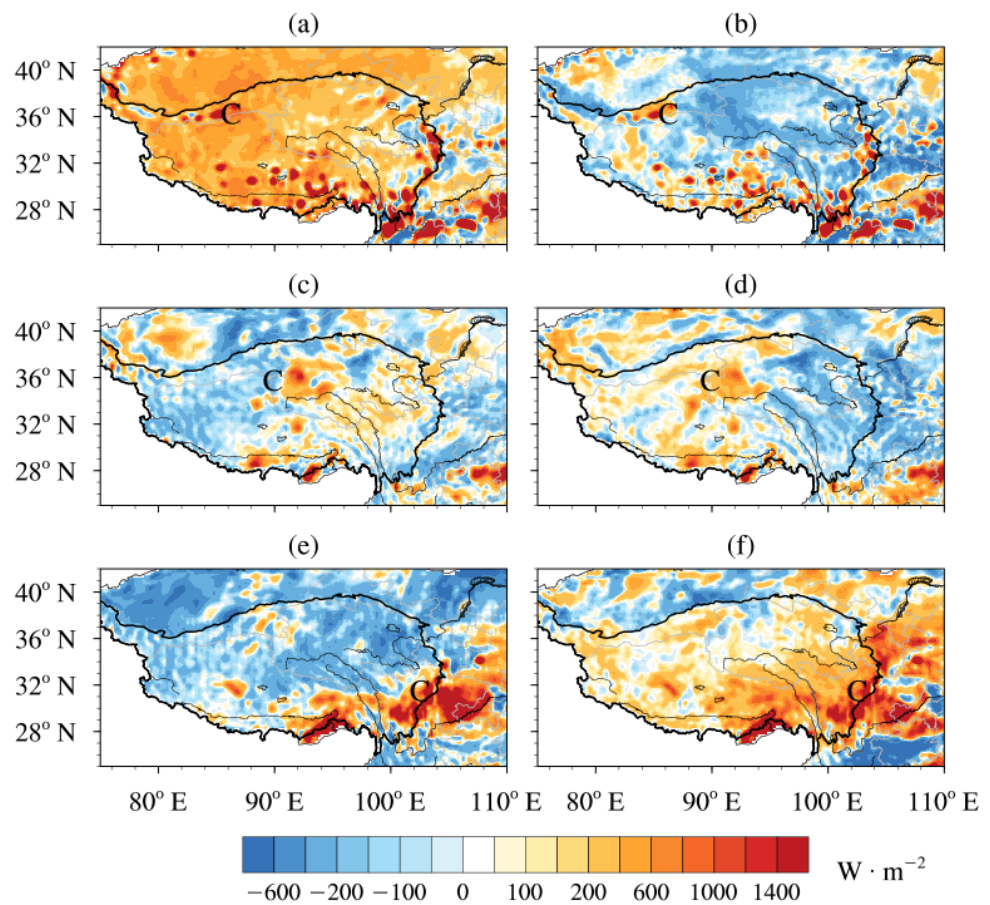 (a) (b)
40° N
36° N C C
32° N
28° N
(c) (d)
40° N
36° N C C
32° N
28° N
(e) (f)
40° N
36° N
32° N C C
28° N
80° E 90° E 100° E 110° E 80° E 90° E 100° E 110° E
−600 −200 −100 0 100 200 600 1000 1400 W · m−2